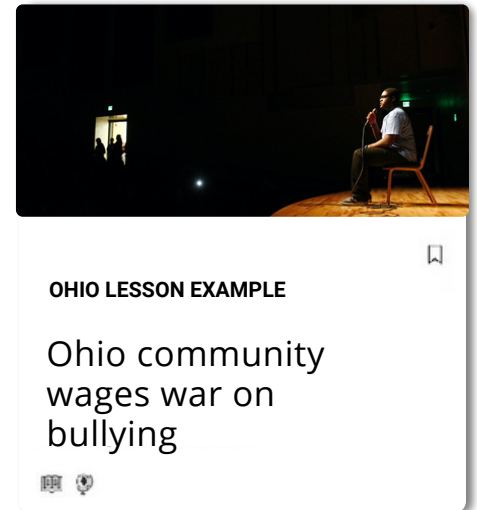 OHIO LESSON EXAMPLE
Ohio community
wages war on
bullying